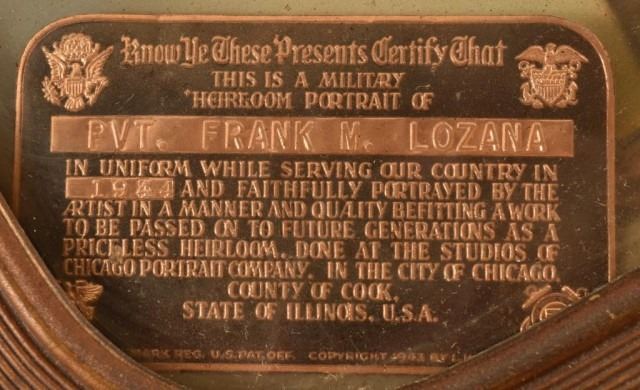 Know Ye These Presents Certify That
THIS IS A MILITARY
HEIRLOOM PORTRAIT OF
PVT. FRANK M. LOZANA
IN UNIFORM WHILE SERVING OUR COUNTRY IN
1944 AND FAITHFULLY PORTRAYED BY THE
ARTIST IN A MANNER AND QUALITY BEFITTING A WORK
TO BE PASSED ON TO FUTURE GENERATIONS AS A
PRICELESS HEIRLOOM. DONE AT THE STUDIOS OF
CHICAGO PORTRAIT COMPANY. IN THE CITY OF CHICAGO.
COUNTY OF COOK.
STATE OF ILLINOIS. U.S.A.
MARK REG. U.S. PAT. OFF. COPYRIGHT 1943 BY